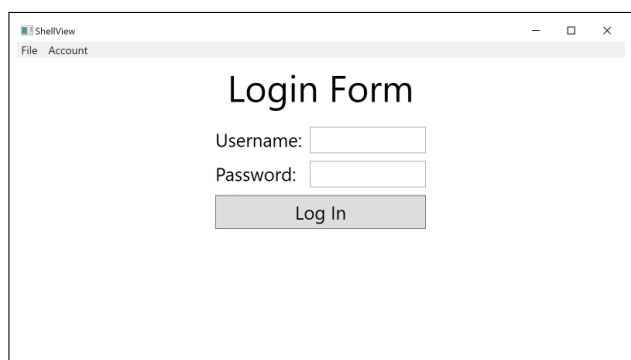 ShellView
File Account
Login Form
Username:
Password:
Log In